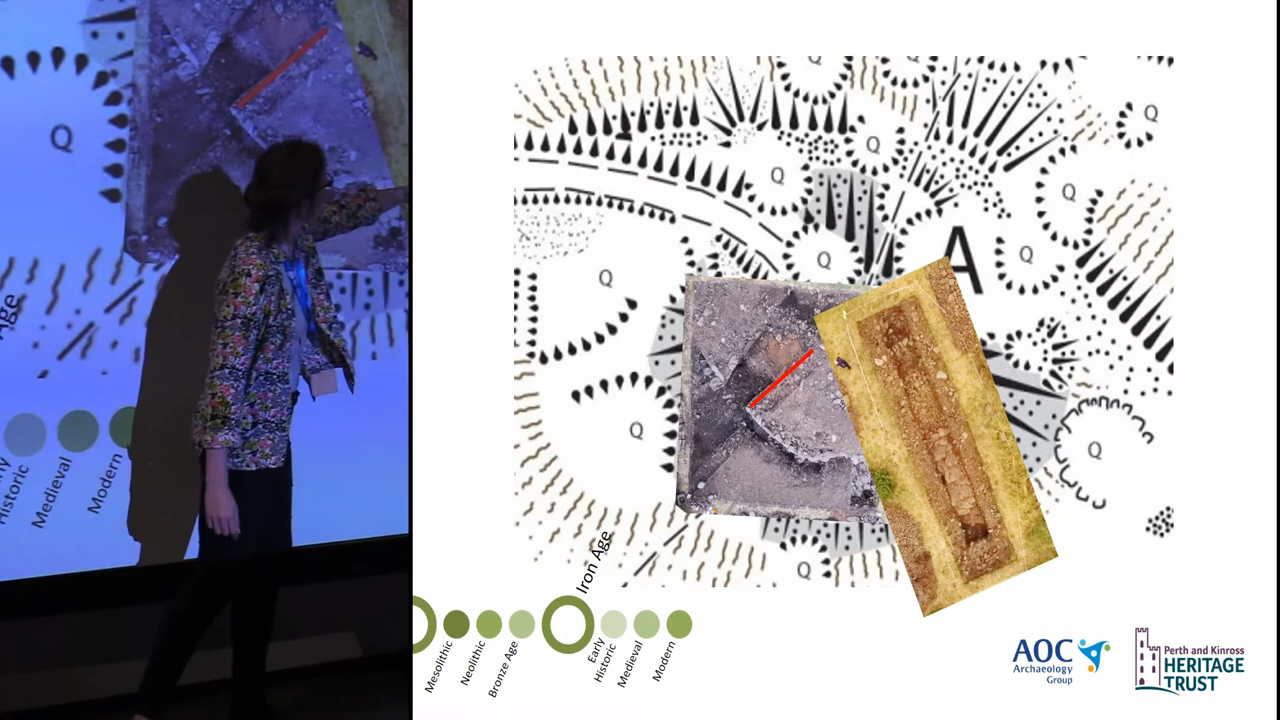 Q
Age
Historic
Medieval
Modern
Q
Q
Q
Q
Q
Q
Q
A
Q
Q
Q
Q
Iron Age
Mesolithic
Neolithic
Bronze Age
Early
Historic
Medieval
Modern
AOC
Archaeology
Group
Perth and Kinross
HERITAGE
TRUST